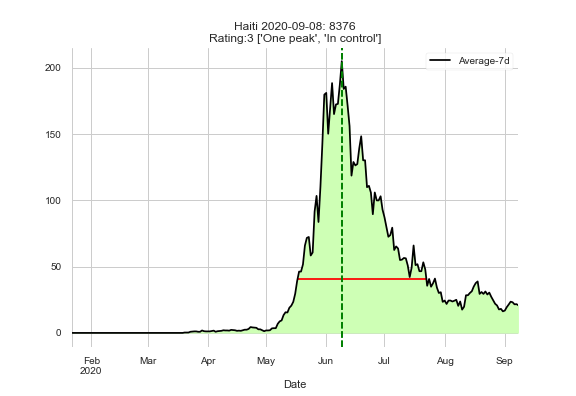 Haiti 2020-09-08: 8376
Rating:3 ['One peak', 'In control']
Average-7d
200
150
100
50
0
Feb Mar Apr May Jun Jul Aug Sep
2020
Date